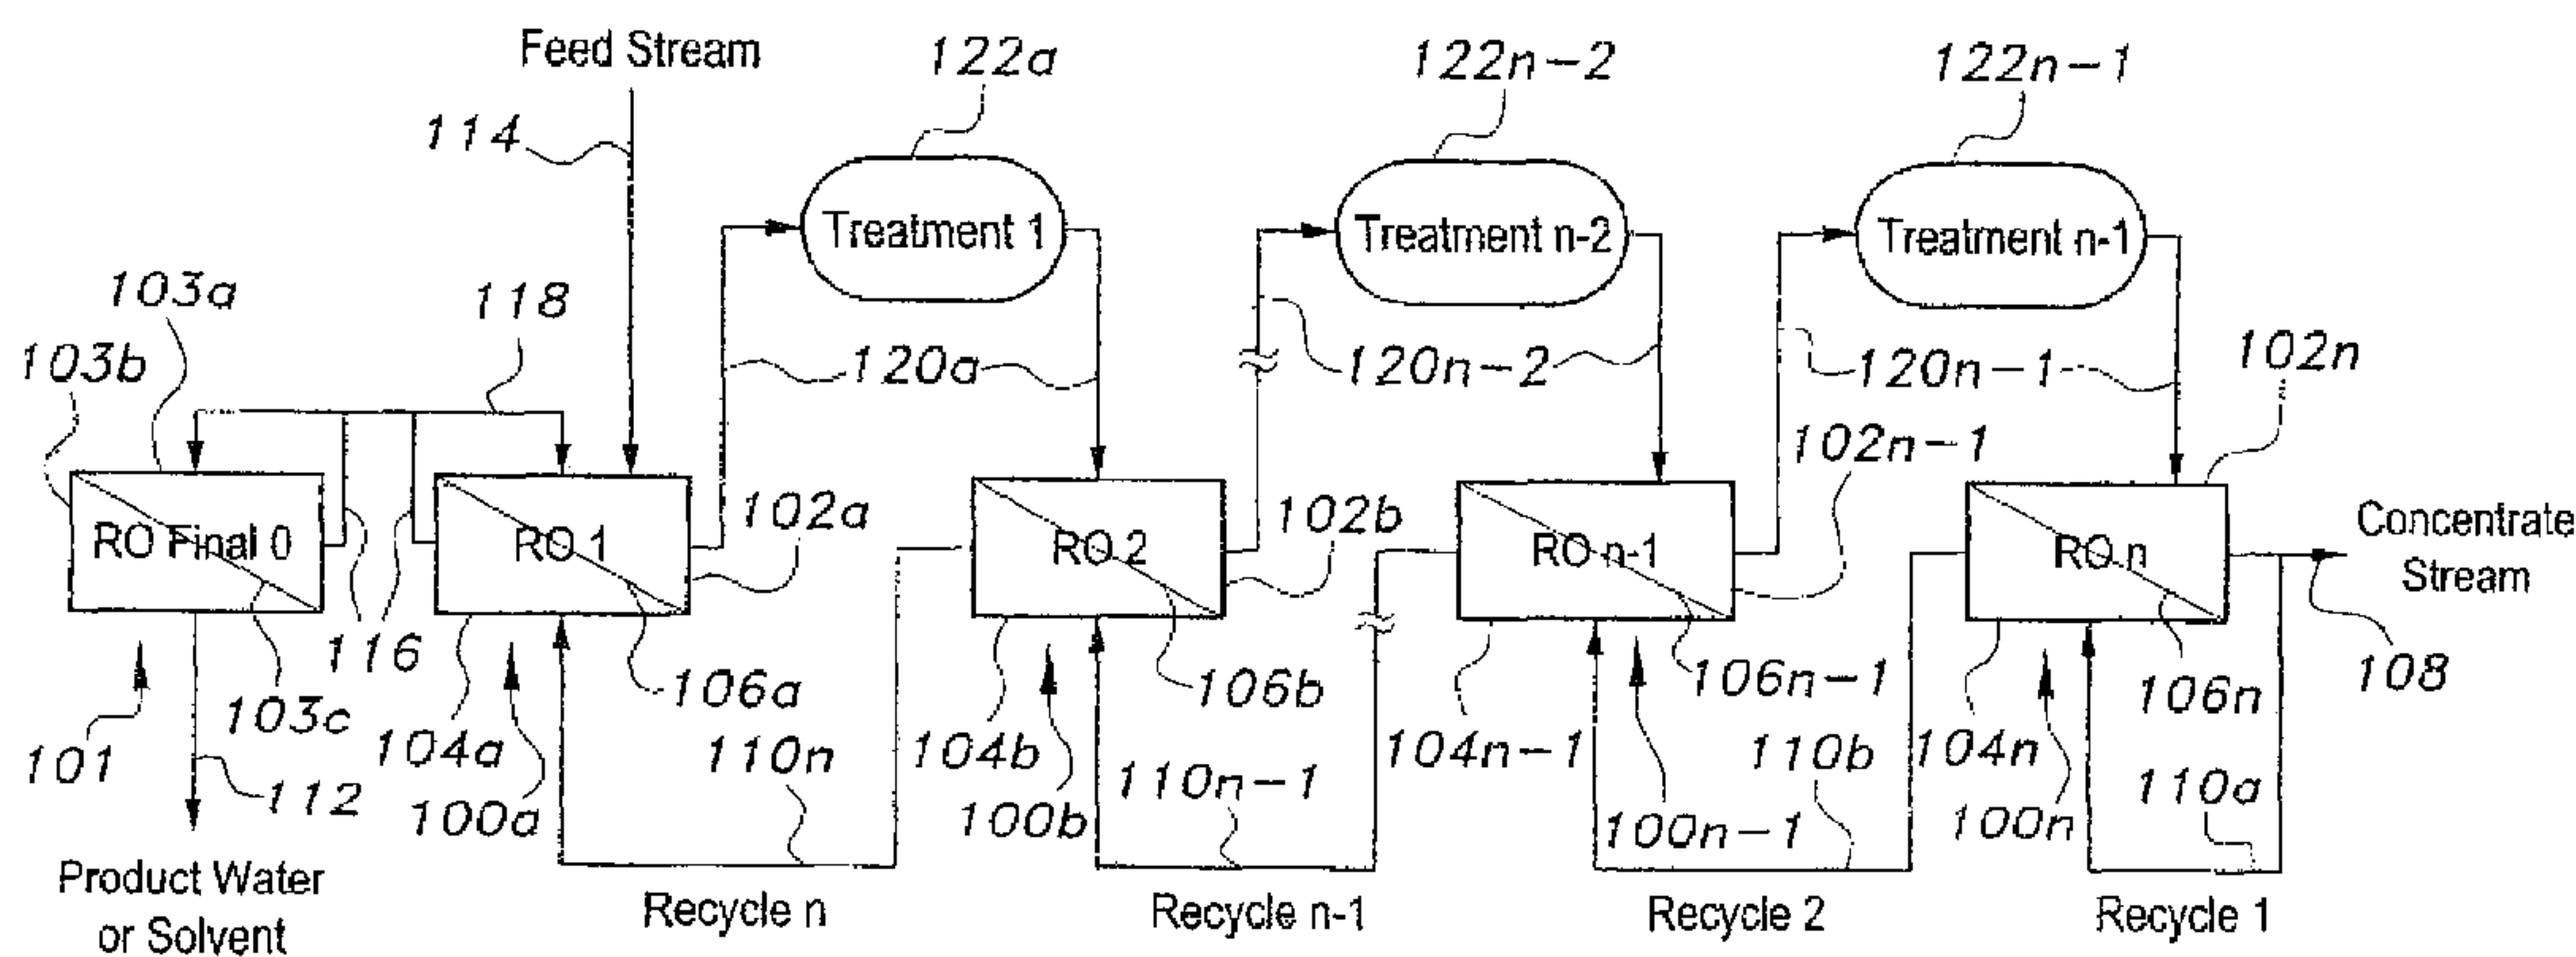 Feed Stream
122a
122n-2
122n-1
114
Treatment 1
Treatment n-2
Treatment n-1
103a
118
103b
120a
120n-2
120n-1
102n
102n-1
102a
102b
RO Final 0
RO 1
RO 2
RO n-1
RO n
Concentrate
Stream
116
103c
106a
106b
106n-1
106n
108
101
104a
110n
104b
104n-1
110b
104n
110a
112
100a
100b
110n-1
100n-1
100n
Product Water
or Solvent
Recycle n
Recycle n-1
Recycle 2
Recycle 1